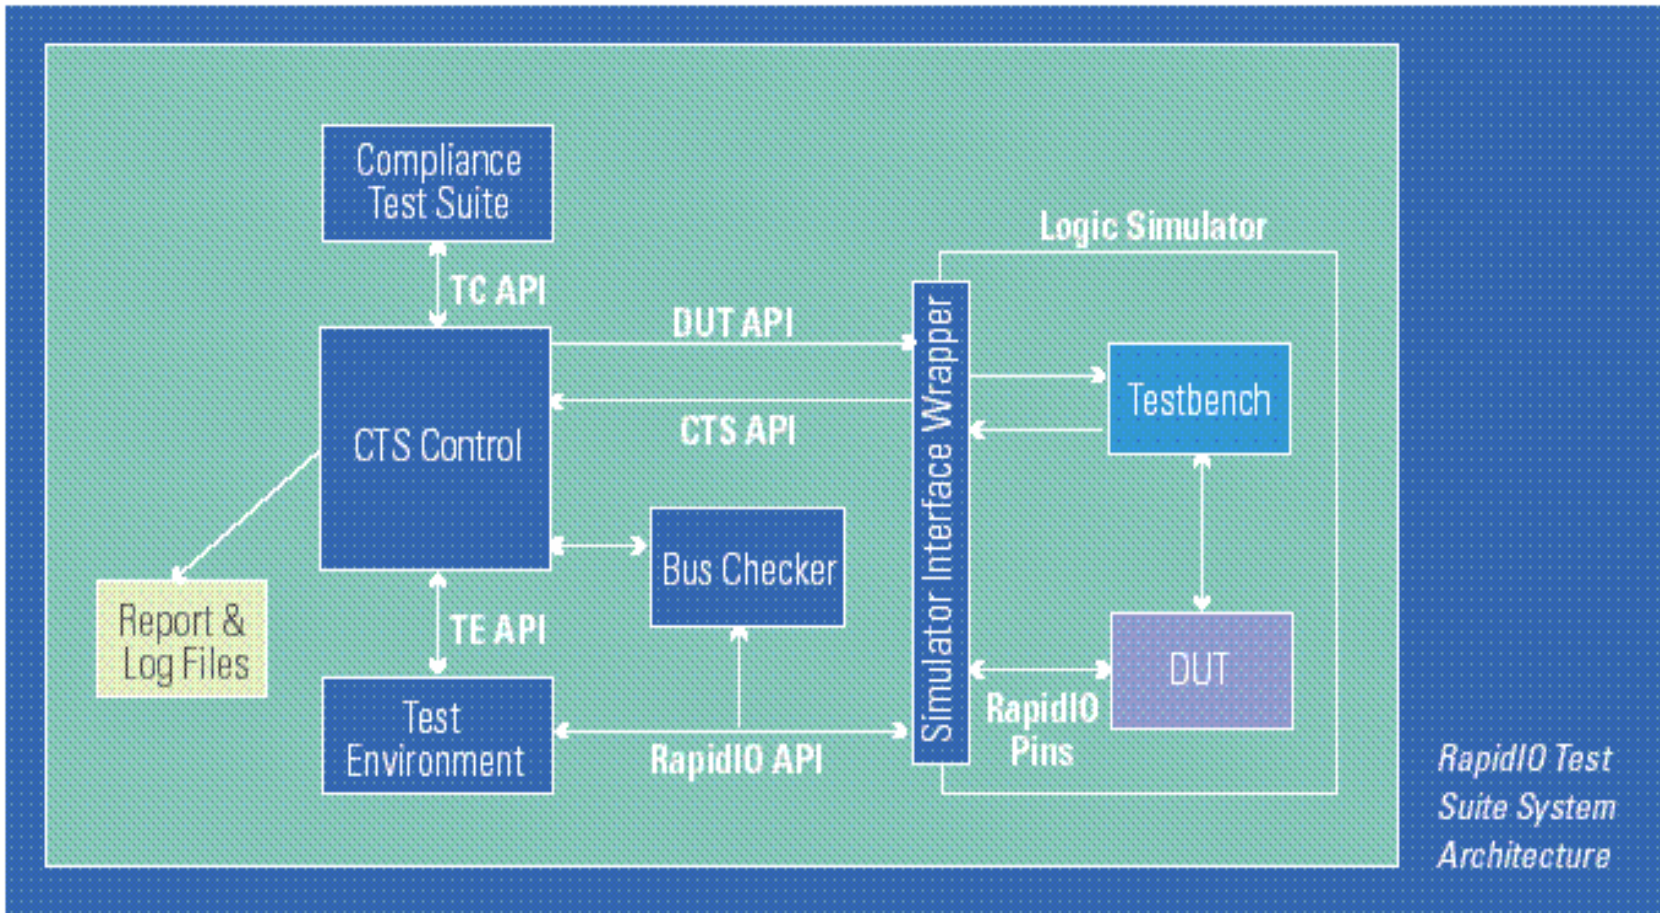 Compliance
Test Suite
TC API
Logic Simulator
DUT API
CTS API
CTS Control
Simulator Interface Wrapper
Testbench
Bus Checker
Report &
Log Files
TE API
Test
Environment
RapidIO API
DUT
RapidIO
Pins
RapidIO Test
Suite System
Architecture